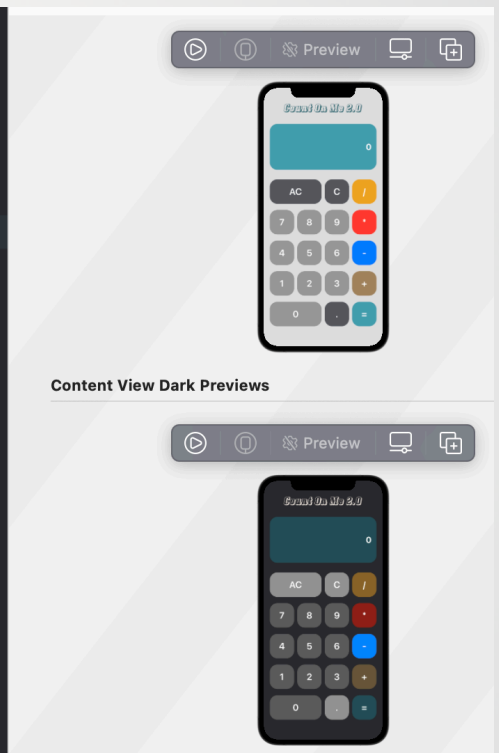 Preview
Count On Me 2.0
0
AC C /
7 8 9 *
4 5 6 -
1 2 3 +
0 . =
Content View Dark Previews
Preview
Count On Me 2.0
0
AC C /
7 8 9 *
4 5 6 -
1 2 3 +
0 . =